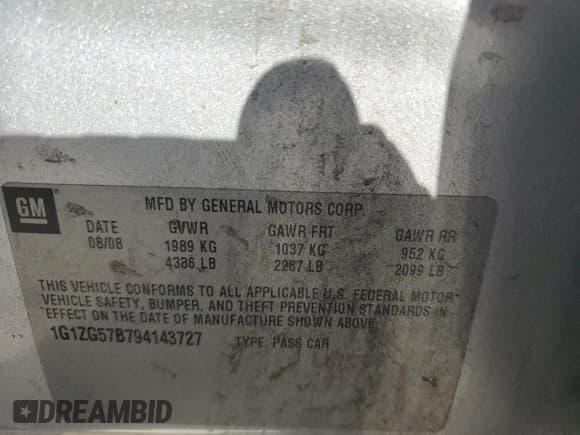 GM
MFD BY GENERAL MOTORS CORP
DATE GVWR GAWR FRT GAWR RR
08/08 1989 KG 1037 KG 952 KG
4386 LB 2287 LB 2099 LB
THIS VEHICLE CONFORMS TO ALL APPLICABLE U.S. FEDERAL MOTOR
VEHICLE SAFETY, BUMPER, AND THEFT PREVENTION STANDARDS IN
EFFECT ON THE DATE OF MANUFACTURE SHOWN ABOVE.
1G1ZG57B794143727 TYPE: PASS CAR
DREAMBID